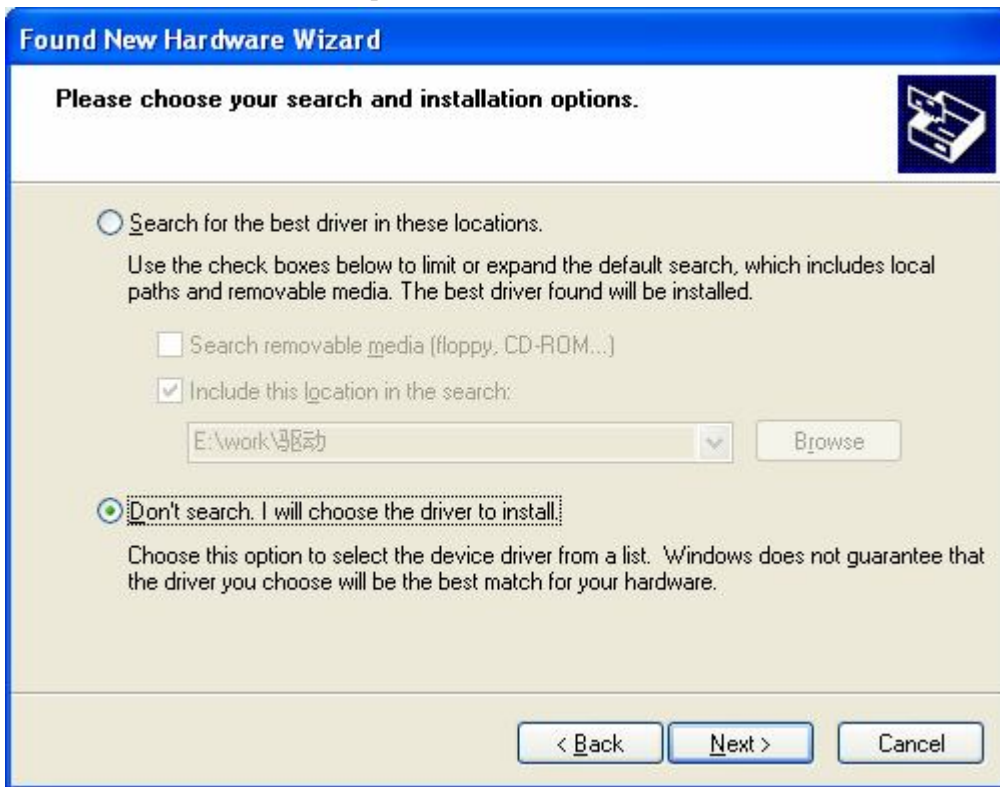 Found New Hardware Wizard
Please choose your search and installation options.
Search for the best driver in these locations.
Use the check boxes below to limit or expand the default search, which includes local
paths and removable media. The best driver found will be installed.
Search removable media (floppy, CD-ROM...)
Include this location in the search:
E:\work\驱动
Browse
Don't search. I will choose the driver to install.
Choose this option to select the device driver from a list. Windows does not guarantee that
the driver you choose will be the best match for your hardware.
< Back
Next >
Cancel